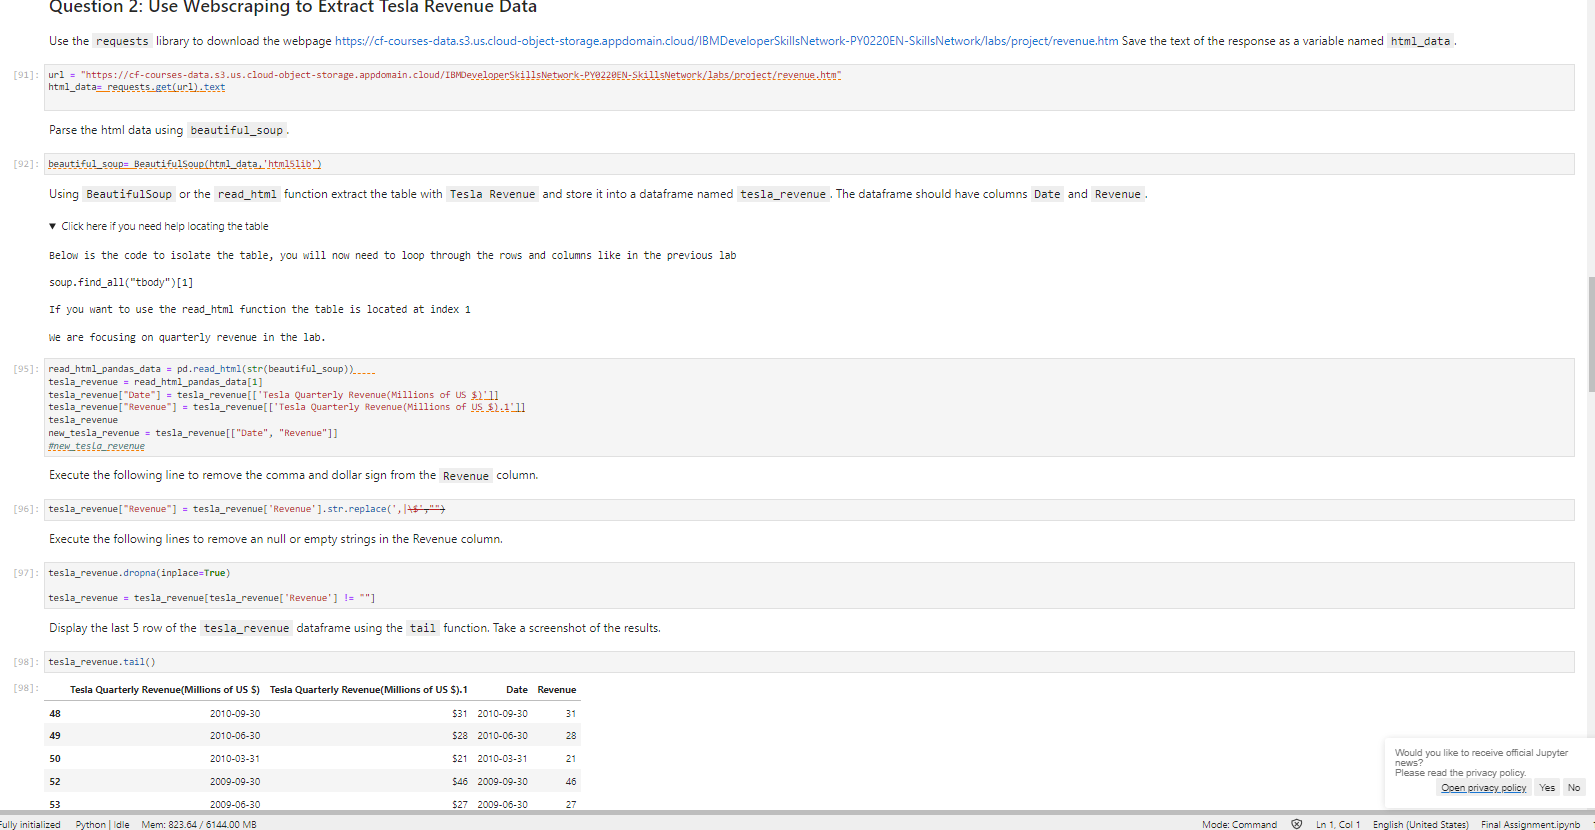 Question 2: Use Webscraping to Extract Tesla Revenue Data
Use the requests library to download the webpage https://cf-courses-data.s3.us.cloud-object-storage.appdomain.cloud/IBMDeveloperSkillsNetwork-PY0220EN-SkillsNetwork/labs/project/revenue.htm Save the text of the response as a variable named html_data.
[91]: url = "https://cf-courses-data.s3.us.cloud-object-storage.appdomain.cloud/IBMDeveloperSkillsNetwork-PY0220EN-SkillsNetwork/labs/project/revenue.htm"
html_data= requests.get(url).text
Parse the html data using beautiful_soup.
[92]: beautiful_soup= BeautifulSoup(html_data,'html5lib')
Using BeautifulSoup or the read_html function extract the table with Tesla Revenue and store it into a dataframe named tesla_revenue. The dataframe should have columns Date and Revenue.
▼ Click here if you need help locating the table
Below is the code to isolate the table, you will now need to loop through the rows and columns like in the previous lab
soup.find_all("tbody")[1]
If you want to use the read_html function the table is located at index 1
We are focusing on quarterly revenue in the lab.
[95]: read_html_pandas_data = pd.read_html(str(beautiful_soup))
tesla_revenue = read_html_pandas_data[1]
tesla_revenue["Date"] = tesla_revenue[['Tesla Quarterly Revenue(Millions of US $)']]
tesla_revenue["Revenue"] = tesla_revenue[['Tesla Quarterly Revenue(Millions of US $).1']]
tesla_revenue
new_tesla_revenue = tesla_revenue[["Date", "Revenue"]]
#new_tesla_revenue
Execute the following line to remove the comma and dollar sign from the Revenue column.
[96]: tesla_revenue["Revenue"] = tesla_revenue['Revenue'].str.replace(',|\$',"")
Execute the following lines to remove an null or empty strings in the Revenue column.
[97]: tesla_revenue.dropna(inplace=True)
tesla_revenue = tesla_revenue[tesla_revenue['Revenue'] != ""]
Display the last 5 row of the tesla_revenue dataframe using the tail function. Take a screenshot of the results.
[98]: tesla_revenue.tail()
[98]: Tesla Quarterly Revenue(Millions of US $) Tesla Quarterly Revenue(Millions of US $).1 Date Revenue
48 2010-09-30 $31 2010-09-30 31
49 2010-06-30 $28 2010-06-30 28
50 2010-03-31 $21 2010-03-31 21
52 2009-09-30 $46 2009-09-30 46
53 2009-06-30 $27 2009-06-30 27
Would you like to receive official Jupyter
news?
Please read the privacy policy.
Open privacy policy Yes No
Fully initialized Python | Idle Mem: 823.64 / 6144.00 MB Mode: Command Ln 1, Col 1 English (United States) Final Assignment.ipynb